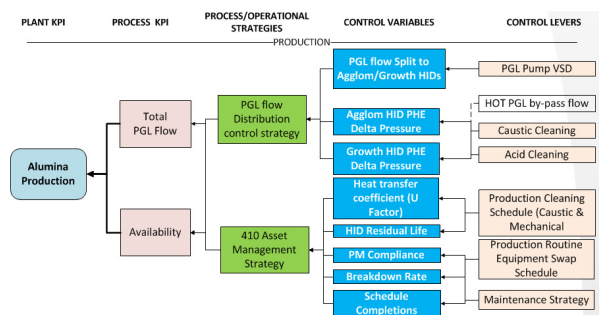 PLANT KPI
PROCESS KPI
PROCESS/OPERATIONAL
STRATEGIES
CONTROL VARIABLES
CONTROL LEVERS
PRODUCTION
PGL flow Split to
Agglom/Growth HIDs
PGL Pump VSD
HOT PGL by-pass flow
Total
PGL Flow
PGL flow
Distribution
control strategy
Agglom HID PHE
Delta Pressure
Caustic Cleaning
Growth HID PHE
Delta Pressure
Acid Cleaning
Alumina
Production
Heat transfer
coefficient (U
Factor)
Production Cleaning
Schedule (Caustic &
Mechanical
Availability
410 Asset
Management
Strategy
HID Residual Life
PM Compliance
Production Routine
Equipment Swap
Schedule
Breakdown Rate
Schedule
Completions
Maintenance Strategy